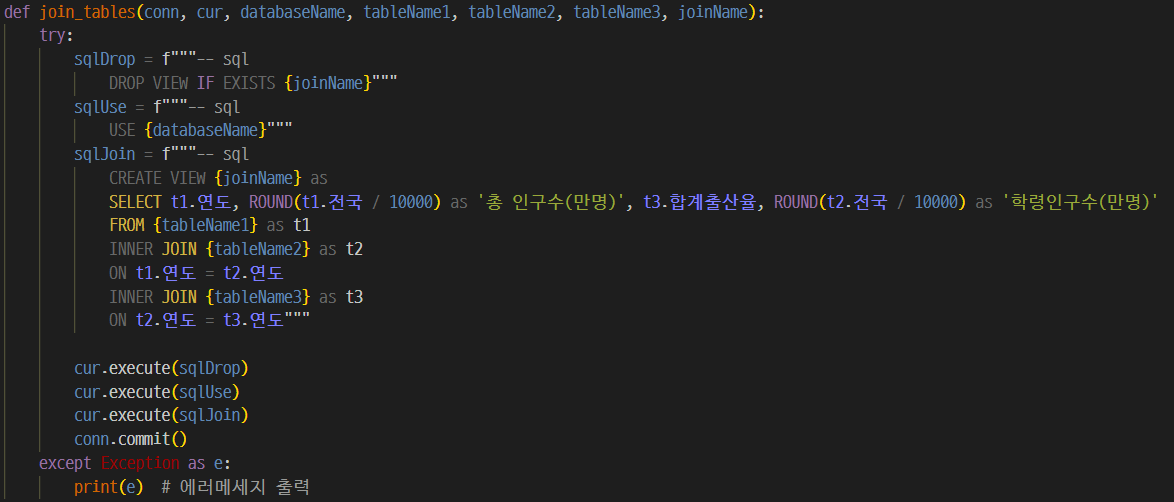 def join_tables(conn, cur, databaseName, tableName1, tableName2, tableName3, joinName):
    try:
        sqlDrop = f"""-- sql
            DROP VIEW IF EXISTS {joinName}"""
        sqlUse = f"""-- sql
            USE {databaseName}"""
        sqlJoin = f"""-- sql
            CREATE VIEW {joinName} as
            SELECT t1.연도, ROUND(t1.전국 / 10000) as '총 인구수(만명)', t3.합계출산율, ROUND(t2.전국 / 10000) as '학령인구수(만명)'
            FROM {tableName1} as t1
            INNER JOIN {tableName2} as t2
            ON t1.연도 = t2.연도
            INNER JOIN {tableName3} as t3
            ON t2.연도 = t3.연도"""
        cur.execute(sqlDrop)
        cur.execute(sqlUse)
        cur.execute(sqlJoin)
        conn.commit()
    except Exception as e:
        print(e)  # 에러메세지 출력